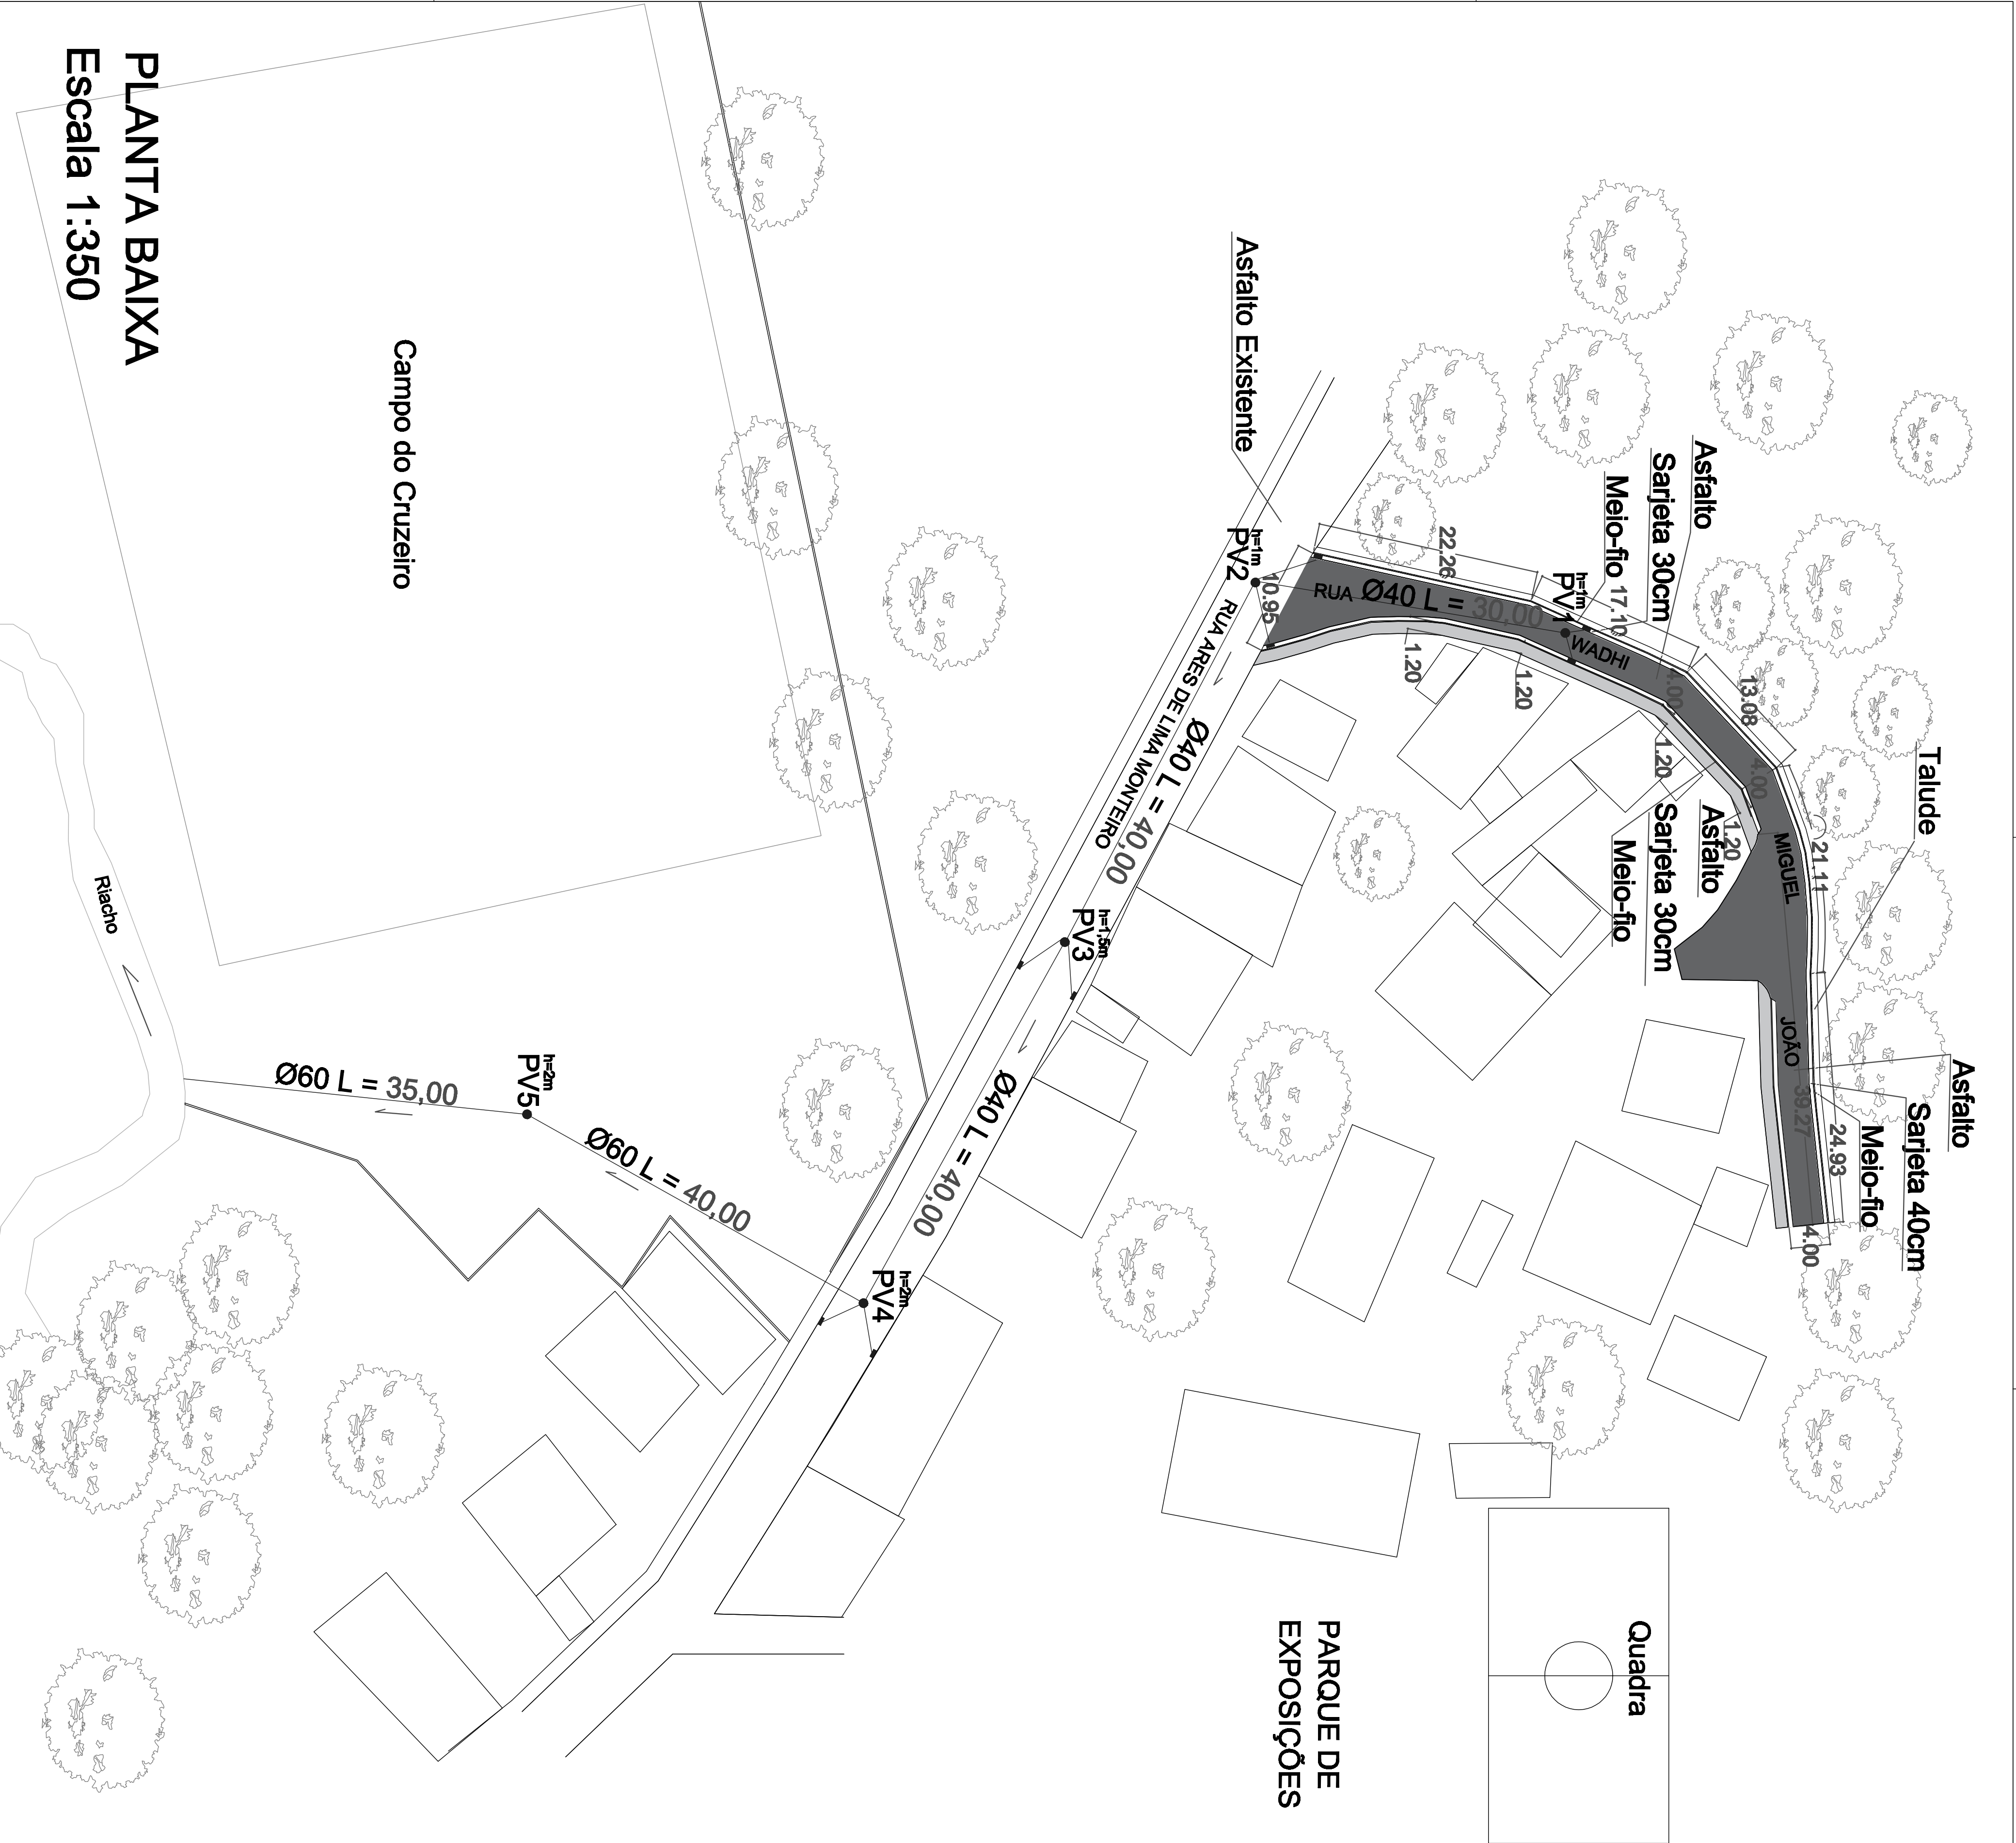 PLANTA BAIXA
Escala 1:350
Campo do Cruzeiro
Riacho
Asfalto Existente
Asfalto
Sarjeta 30cm
Meio-fio
22.26
17.10
13.08
21.11
24.93
39.27
10.95
4.00
4.00
4.00
1.20
1.20
1.20
1.20
Talude
Asfalto
Sarjeta 30cm
Meio-fio
Asfalto
Sarjeta 40cm
Meio-fio
RUA
WADHI
MIGUEL
JOÃO
Ø40 L = 30,00
h=1m
PV1
h=1m
PV2
RUA ARES DE LIMA MONTEIRO
Ø40 L = 40,00
h=1,5m
PV3
Ø40 L = 40,00
h=2m
PV4
Ø60 L = 40,00
h=2m
PV5
Ø60 L = 35,00
Quadra
PARQUE DE
EXPOSIÇÕES